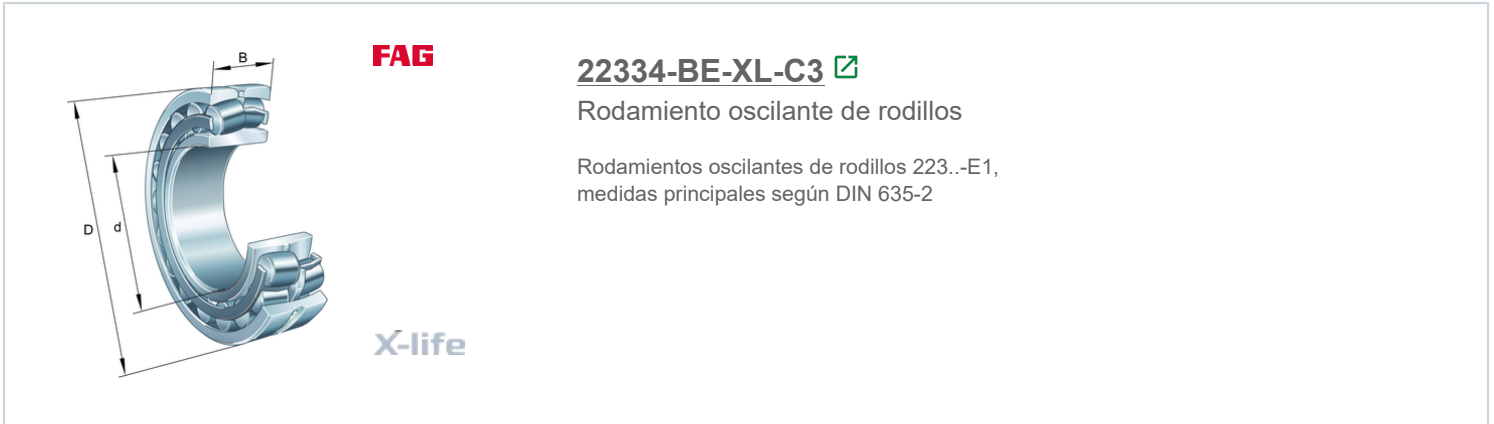 B
FAG
22334-BE-XL-C3
Rodamiento oscilante de rodillos
Rodamientos oscilantes de rodillos 223..-E1,
medidas principales según DIN 635-2
D
d
X-life